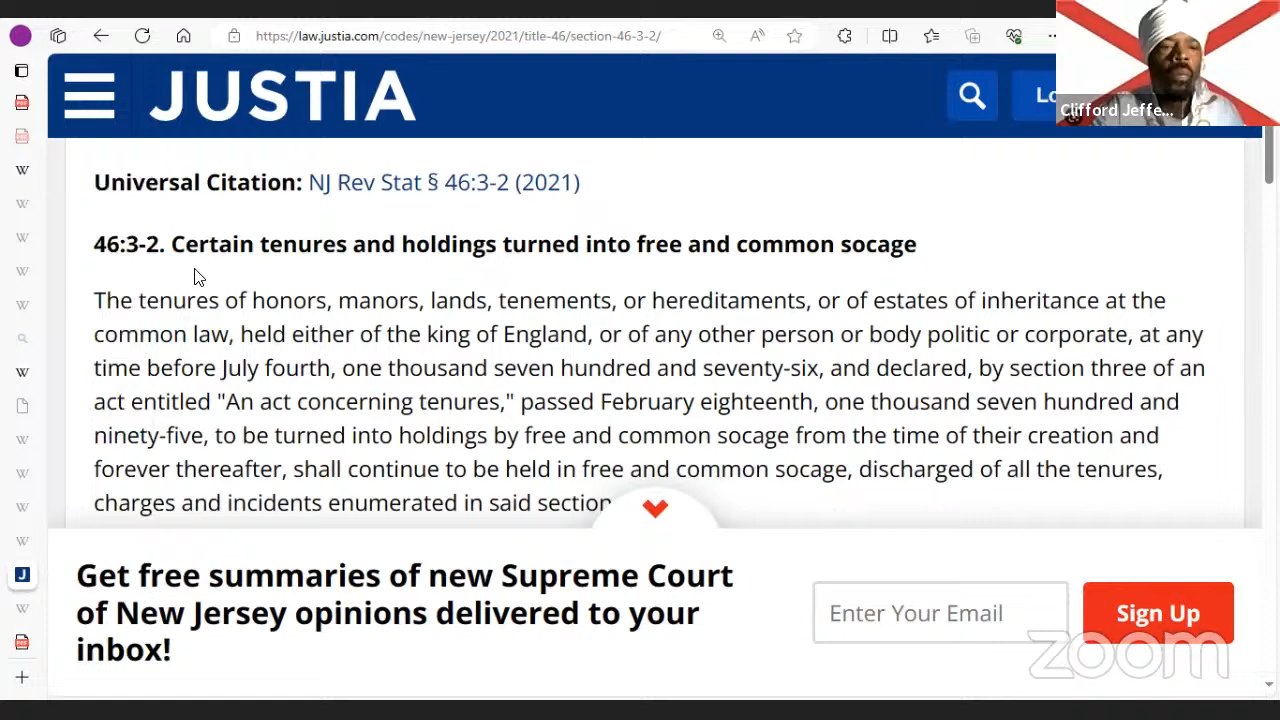 https://law.justia.com/codes/new-jersey/2021/title-46/section-46-3-2/
JUSTIA
Lo
Clifford Jeffe...
Universal Citation: NJ Rev Stat § 46:3-2 (2021)
46:3-2. Certain tenures and holdings turned into free and common socage
The tenures of honors, manors, lands, tenements, or hereditaments, or of estates of inheritance at the
common law, held either of the king of England, or of any other person or body politic or corporate, at any
time before July fourth, one thousand seven hundred and seventy-six, and declared, by section three of an
act entitled "An act concerning tenures," passed February eighteenth, one thousand seven hundred and
ninety-five, to be turned into holdings by free and common socage from the time of their creation and
forever thereafter, shall continue to be held in free and common socage, discharged of all the tenures,
charges and incidents enumerated in said section
Get free summaries of new Supreme Court
of New Jersey opinions delivered to your
inbox!
Enter Your Email
Sign Up
zoom